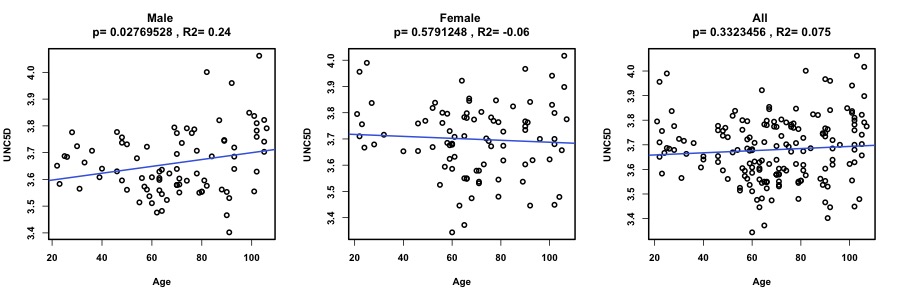 Male
p= 0.02769528 , R2= 0.24
UNC5D
4.0
3.9
3.8
3.7
3.6
3.5
3.4
20 40 60 80 100
Age
Female
p= 0.5791248 , R2= -0.06
UNC5D
4.0
3.9
3.8
3.7
3.6
3.5
3.4
20 40 60 80 100
Age
All
p= 0.3323456 , R2= 0.075
UNC5D
4.0
3.9
3.8
3.7
3.6
3.5
3.4
20 40 60 80 100
Age